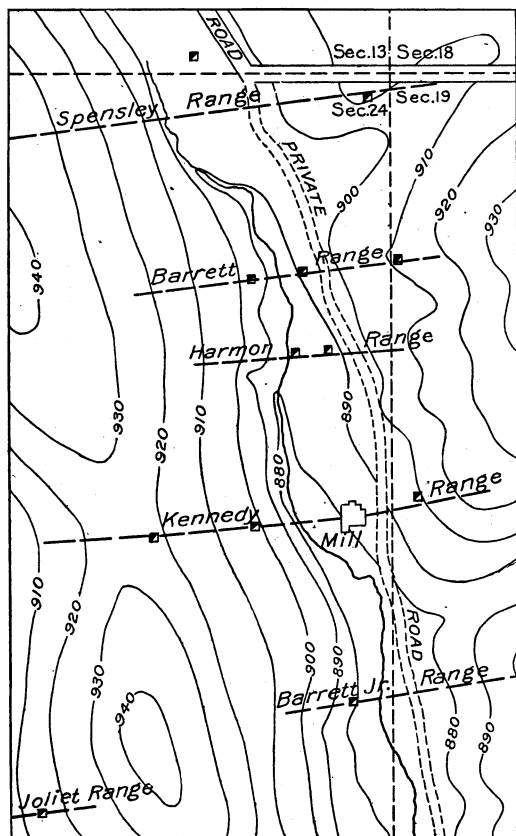 ROAD
Sec.13 Sec.18
Spensley Range
Sec.24 Sec.19
PRIVATE
900
910
920
930
940
Barrett Range
Harmon Range
890
930
920
910
880
Kennedy Range
Mill
910
920
930
940
900
890
ROAD
Barrett Jr. Range
880
890
Joliet Range